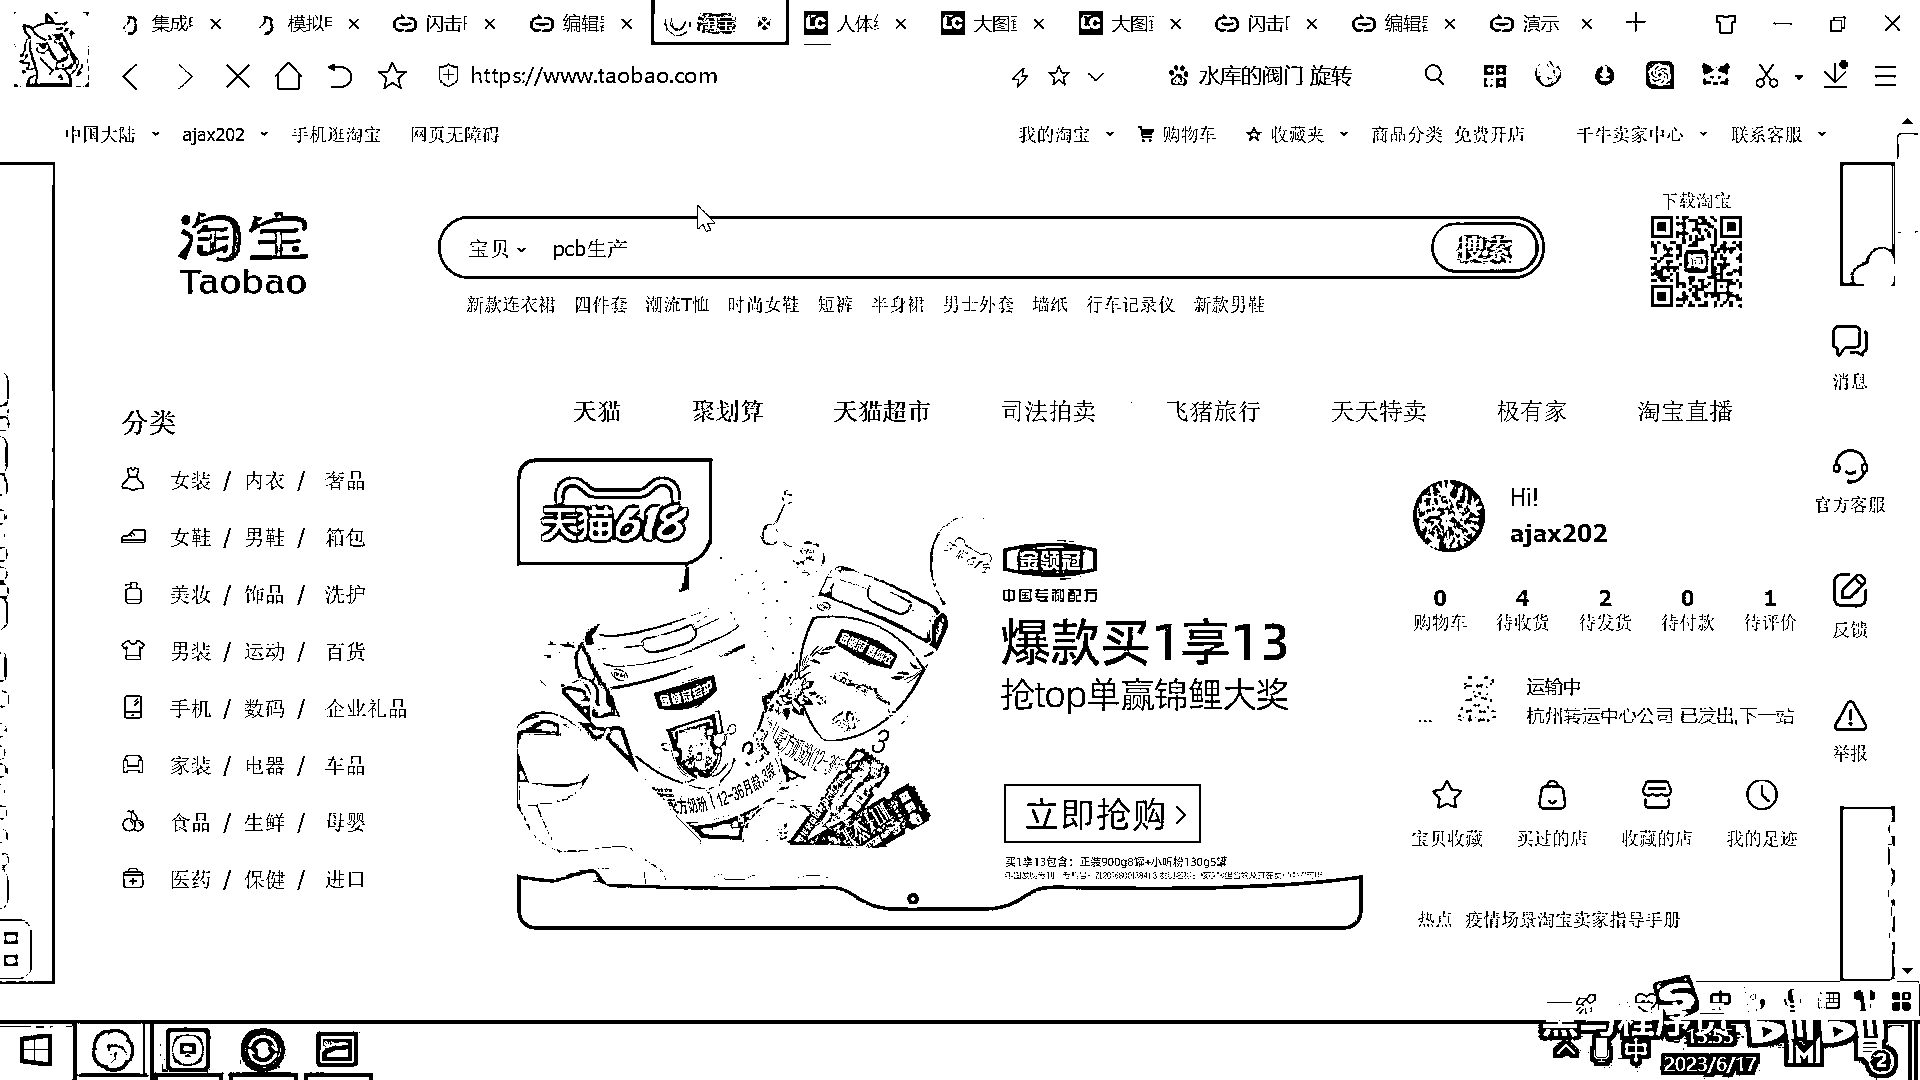 集成电 模拟电 闪击 编辑 淘宝 人体 大图 大图 闪击 编辑 演示
https://www.taobao.com 水库的阀门 旋转
中国大陆 ajax202 手机逛淘宝 网页无障碍 我的淘宝 购物车 收藏夹 商品分类 免费开店 千牛卖家中心 联系客服
下载淘宝
淘宝
Taobao
宝贝 pcb生产 搜索
新款连衣裙 四件套 潮流T恤 时尚女鞋 短裤 半身裙 男士外套 墙纸 行车记录仪 新款男鞋
消息
分类
天猫 聚划算 天猫超市 司法拍卖 飞猪旅行 天天特卖 极有家 淘宝直播
女装 / 内衣 / 奢品
女鞋 / 男鞋 / 箱包
美妆 / 饰品 / 洗护
男装 / 运动 / 百货
手机 / 数码 / 企业礼品
家装 / 电器 / 车品
食品 / 生鲜 / 母婴
医药 / 保健 / 进口
天猫618
金领冠
中国专利配方
爆款买1享13
抢top单赢锦鲤大奖
立即抢购 >
买1享13包含：正装900g8罐+小听粉130g5罐
Hi!
ajax202
0 4 2 0 1
购物车 待收货 待发货 待付款 待评价
运输中
... 杭州转运中心公司 已发出,下一站
宝贝收藏 买过的店 收藏的店 我的足迹
热点 疫情场景淘宝卖家指导手册
官方客服
反馈
举报
中
15:55
2023/6/17
2